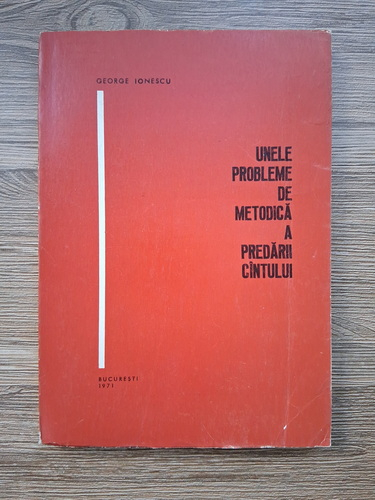 GEORGE IONESCU
UNELE
PROBLEME
DE
METODICĂ
A
PREDĂRII
CÎNTULUI
BUCUREȘTI
1971